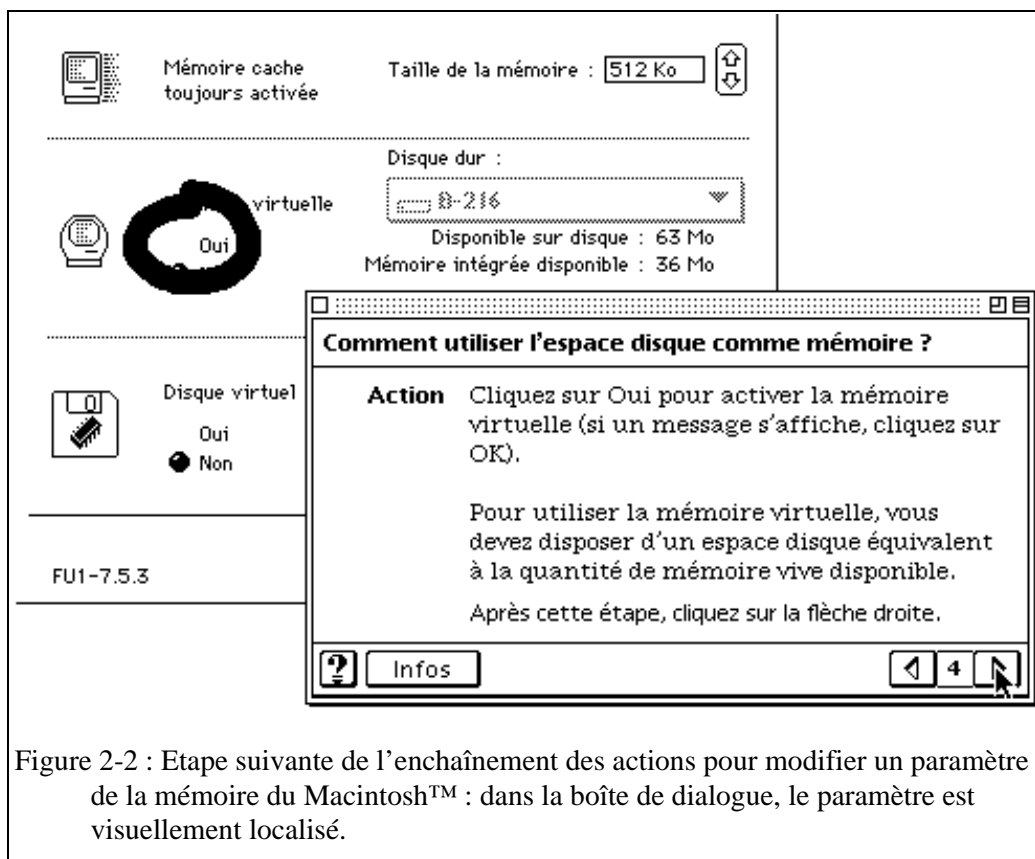 Mémoire cache
toujours activée
Taille de la mémoire : 512 Ko
Disque dur :
virtuelle
Oui
Disponible sur disque : 63 Mo
Mémoire intégrée disponible : 36 Mo
Disque virtuel
Oui
Non
FU1-7.5.3
Comment utiliser l'espace disque comme mémoire ?
Action Cliquez sur Oui pour activer la mémoire
virtuelle (si un message s'affiche, cliquez sur
OK).
Pour utiliser la mémoire virtuelle, vous
devez disposer d'un espace disque équivalent
à la quantité de mémoire vive disponible.
Après cette étape, cliquez sur la flèche droite.
? Infos 4
Figure 2-2 : Etape suivante de l'enchaînement des actions pour modifier un paramètre
de la mémoire du Macintosh™ : dans la boîte de dialogue, le paramètre est
visuellement localisé.